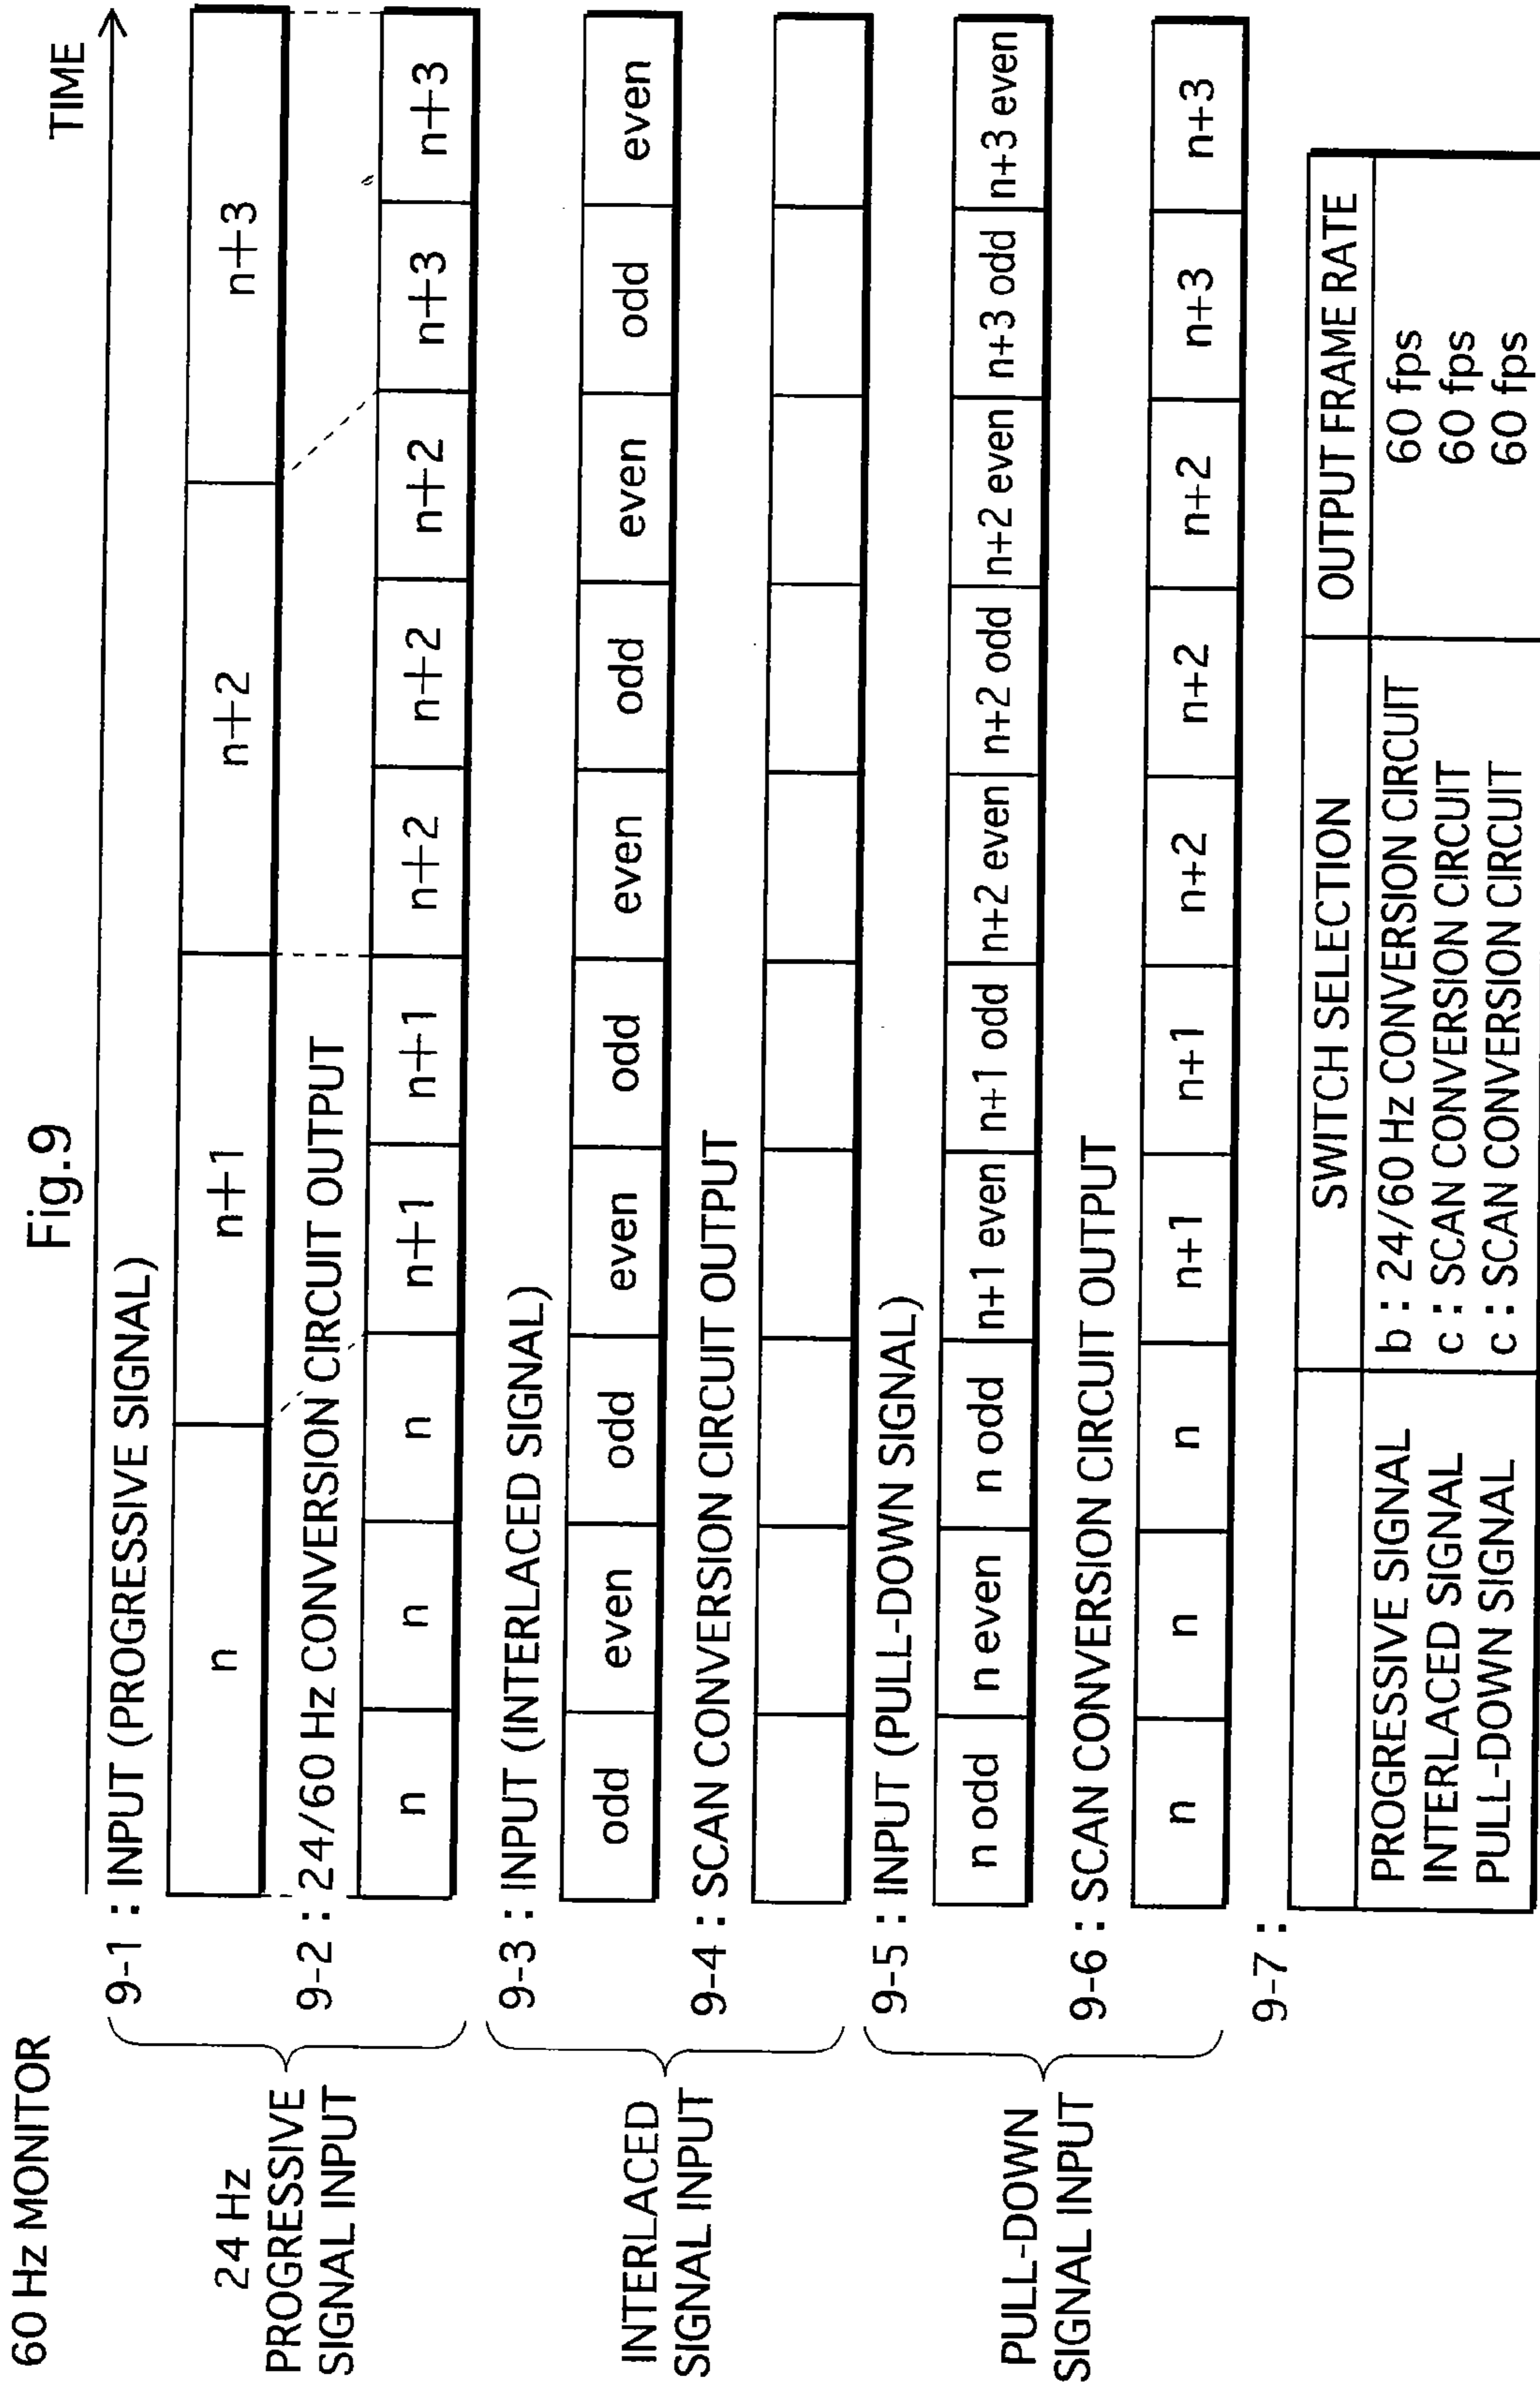 Fig.9
60 Hz MONITOR
TIME
24 Hz
PROGRESSIVE
SIGNAL INPUT
9-1 : INPUT (PROGRESSIVE SIGNAL)
n n+1 n+2 n+3
9-2 : 24/60 Hz CONVERSION CIRCUIT OUTPUT
n n n n+1 n+1 n+2 n+2 n+2 n+3 n+3
INTERLACED
SIGNAL INPUT
9-3 : INPUT (INTERLACED SIGNAL)
odd even odd even odd even odd even odd even
9-4 : SCAN CONVERSION CIRCUIT OUTPUT
PULL-DOWN
SIGNAL INPUT
9-5 : INPUT (PULL-DOWN SIGNAL)
n odd n even n odd n+1 even n+1 odd n+2 even n+2 odd n+2 even n+3 odd n+3 even
9-6 : SCAN CONVERSION CIRCUIT OUTPUT
n n n n+1 n+1 n+2 n+2 n+2 n+3 n+3
9-7 :
SWITCH SELECTION OUTPUT FRAME RATE
PROGRESSIVE SIGNAL b : 24/60 Hz CONVERSION CIRCUIT 60 fps
INTERLACED SIGNAL c : SCAN CONVERSION CIRCUIT 60 fps
PULL-DOWN SIGNAL c : SCAN CONVERSION CIRCUIT 60 fps